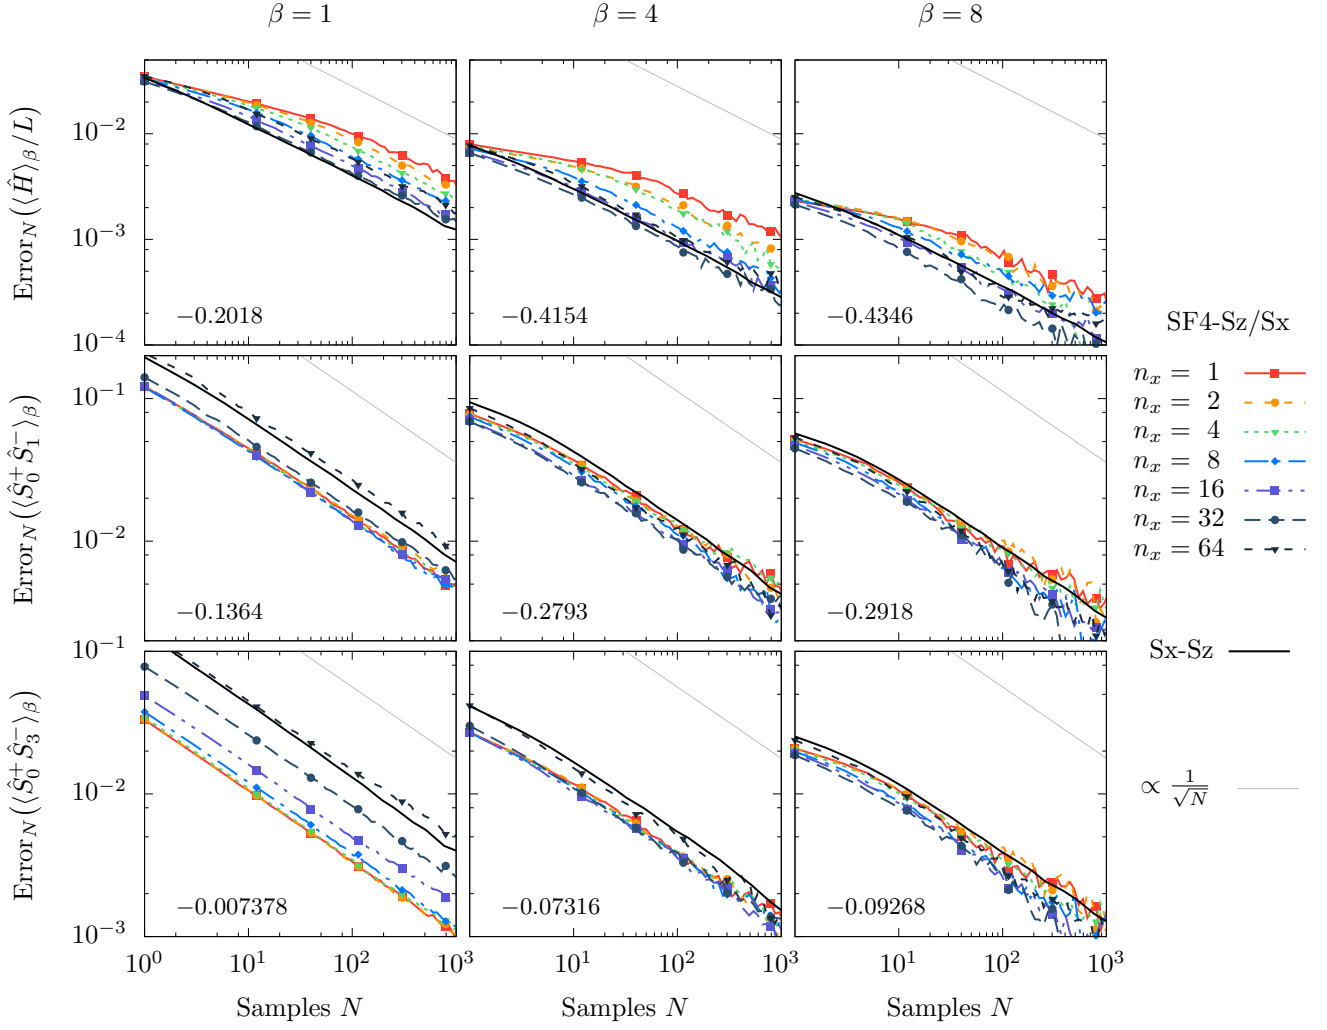 β = 1
β = 4
β = 8
Error_N(⟨Ĥ⟩_β/L)
10^−2
10^−3
10^−4
−0.2018
−0.4154
−0.4346
Error_N(⟨Ŝ_0^+ Ŝ_1^−⟩_β)
10^−1
10^−2
10^−1
−0.1364
−0.2793
−0.2918
Error_N(⟨Ŝ_0^+ Ŝ_3^−⟩_β)
10^−2
10^−3
−0.007378
−0.07316
−0.09268
10^0 10^1 10^2 10^3
10^1 10^2 10^3
10^1 10^2 10^3
Samples N
Samples N
Samples N
SF4-Sz/Sx
n_x = 1
n_x = 2
n_x = 4
n_x = 8
n_x = 16
n_x = 32
n_x = 64
Sx-Sz
∝ 1/√N